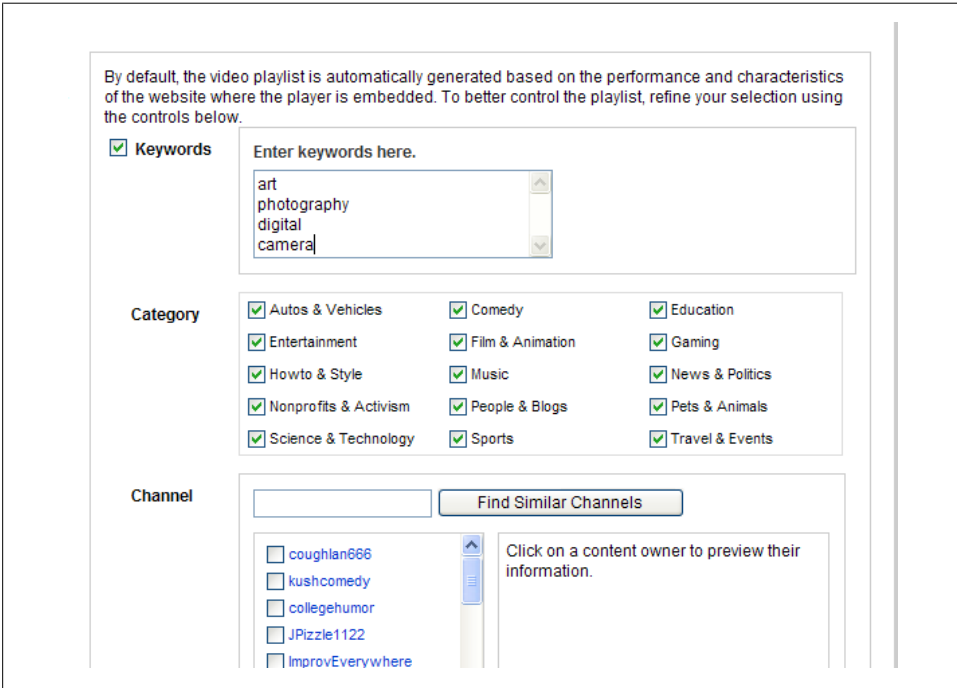 By default, the video playlist is automatically generated based on the performance and characteristics
of the website where the player is embedded. To better control the playlist, refine your selection using
the controls below.
Keywords
Enter keywords here.
art
photography
digital
camera
Category
Autos & Vehicles
Comedy
Education
Entertainment
Film & Animation
Gaming
Howto & Style
Music
News & Politics
Nonprofits & Activism
People & Blogs
Pets & Animals
Science & Technology
Sports
Travel & Events
Channel
Find Similar Channels
coughlan666
kushcomedy
collegehumor
JPizzle1122
ImprovEverywhere
Click on a content owner to preview their
information.